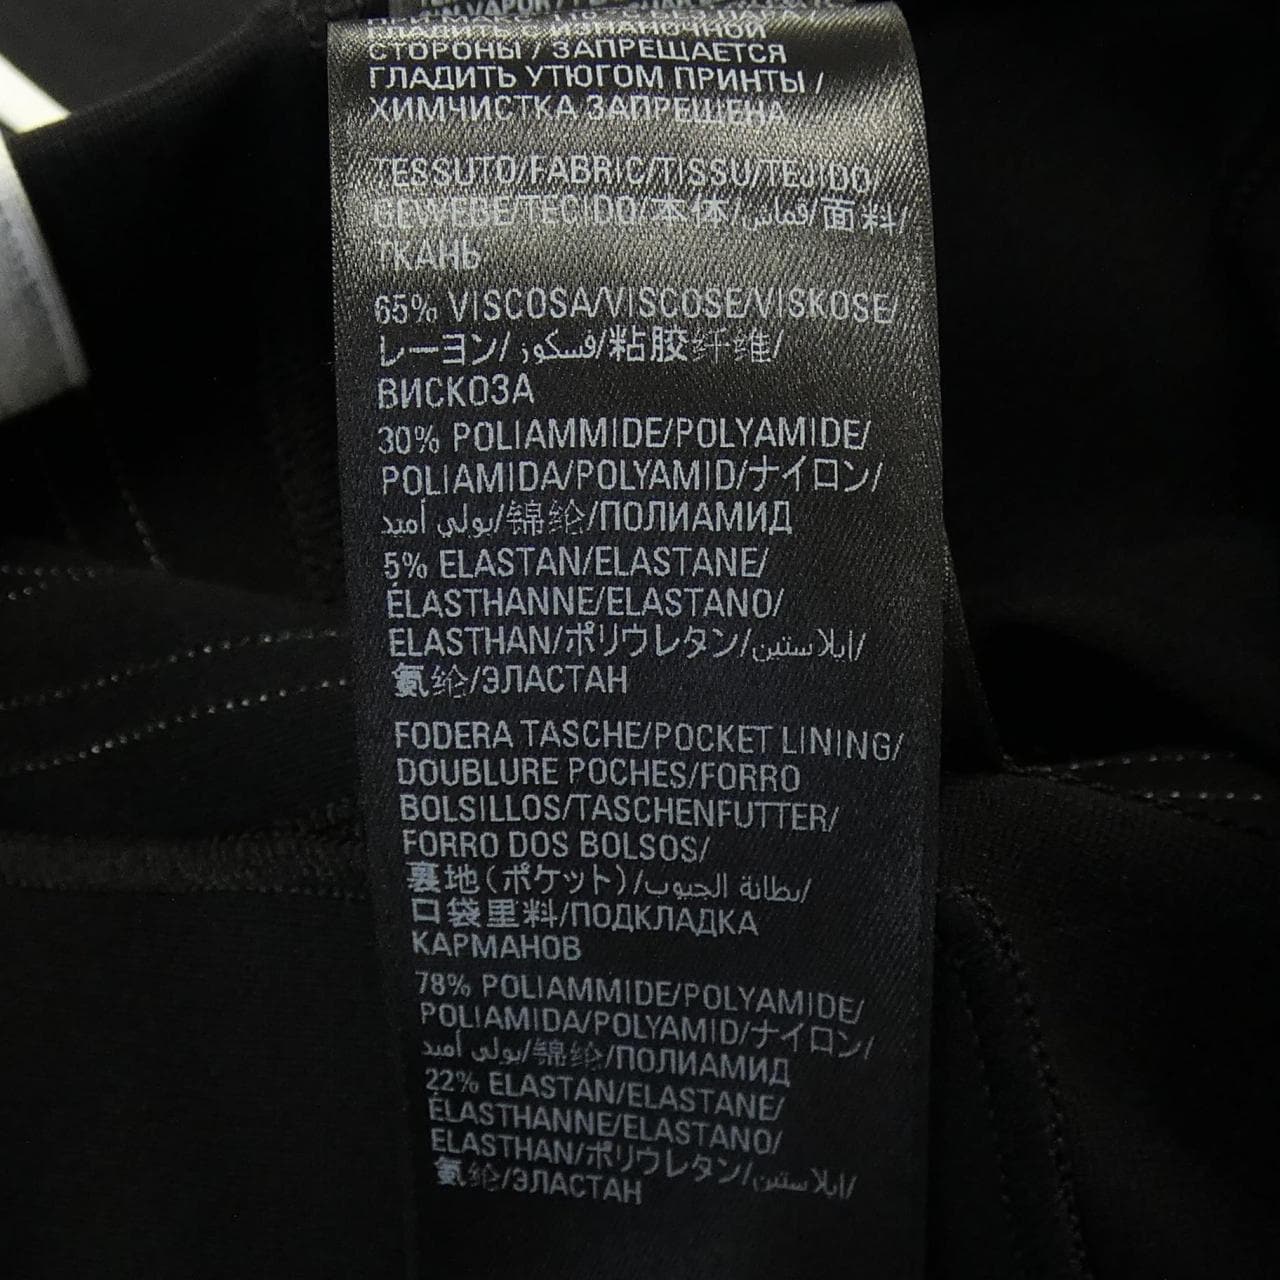 ГЛАДИТЬ С ИЗНАНОЧНОЙ
СТОРОНЫ / ЗАПРЕЩАЕТСЯ
ГЛАДИТЬ УТЮГОМ ПРИНТЫ /
ХИМЧИСТКА ЗАПРЕЩЕНА
TESSUTO/FABRIC/TISSU/TEJIDO/
GEWEBE/TECIDO/本体/قماش/面料/
ТКАНЬ
65% VISCOSA/VISCOSE/VISKOSE/
レーヨン/فسكوز/粘胶纤维/
ВИСКОЗА
30% POLIAMMIDE/POLYAMIDE/
POLIAMIDA/POLYAMID/ナイロン/
بولي أميد/锦纶/ПОЛИАМИД
5% ELASTAN/ELASTANE/
ÉLASTHANNE/ELASTANO/
ELASTHAN/ポリウレタン/إيلاستين/
氨纶/ЭЛАСТАН
FODERA TASCHE/POCKET LINING/
DOUBLURE POCHES/FORRO
BOLSILLOS/TASCHENFUTTER/
FORRO DOS BOLSOS/
裏地(ポケット)/بطانة الجيوب/
口袋里料/ПОДКЛАДКА
КАРМАНОВ
78% POLIAMMIDE/POLYAMIDE/
POLIAMIDA/POLYAMID/ナイロン/
بولي أميد/锦纶/ПОЛИАМИД
22% ELASTAN/ELASTANE/
ÉLASTHANNE/ELASTANO/
ELASTHAN/ポリウレタン/إيلاستين/
氨纶/ЭЛАСТАН